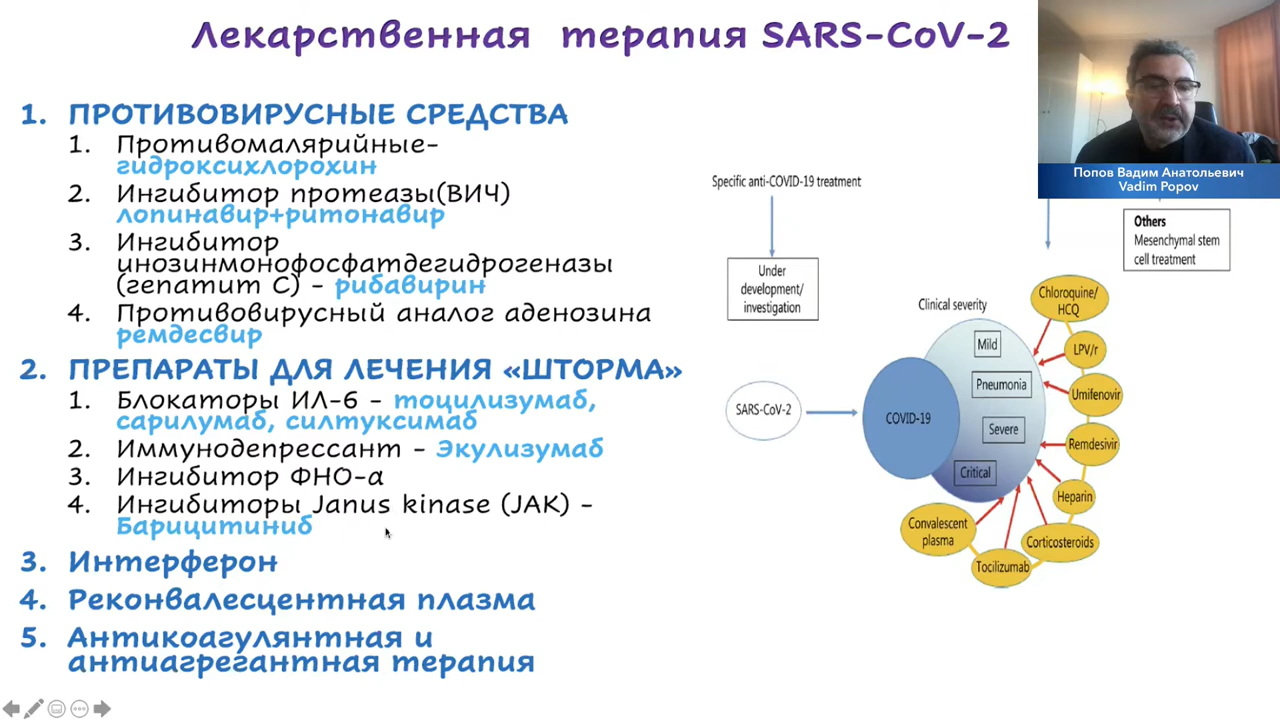 Лекарственная терапия SARS-CoV-2
1. ПРОТИВОВИРУСНЫЕ СРЕДСТВА
1. Противомалярийные-
гидроксихлорохин
2. Ингибитор протеазы(ВИЧ)
лопинавир+ритонавир
3. Ингибитор
инозинмонофосфатдегидрогеназы
(гепатит С) - рибавирин
4. Противовирусный аналог аденозина
ремдесвир
2. ПРЕПАРАТЫ ДЛЯ ЛЕЧЕНИЯ «ШТОРМА»
1. Блокаторы ИЛ-6 - тоцилизумаб,
сарилумаб, силтуксимаб
2. Иммунодепрессант - Экулизумаб
3. Ингибитор ФНО-α
4. Ингибиторы Janus kinase (JAK) -
Барицитиниб
3. Интерферон
4. Реконвалесцентная плазма
5. Антикоагулянтная и
антиагрегантная терапия
Попов Вадим Анатольевич
Vadim Popov
Specific anti-COVID-19 treatment
Under
development/
investigation
Others
Mesenchymal stem
cell treatment
Clinical severity
SARS-CoV-2
COVID-19
Mild
Pneumonia
Severe
Critical
Chloroquine/
HCQ
LPV/r
Umifenovir
Remdesivir
Heparin
Corticosteroids
Tocilizumab
Convalescent
plasma